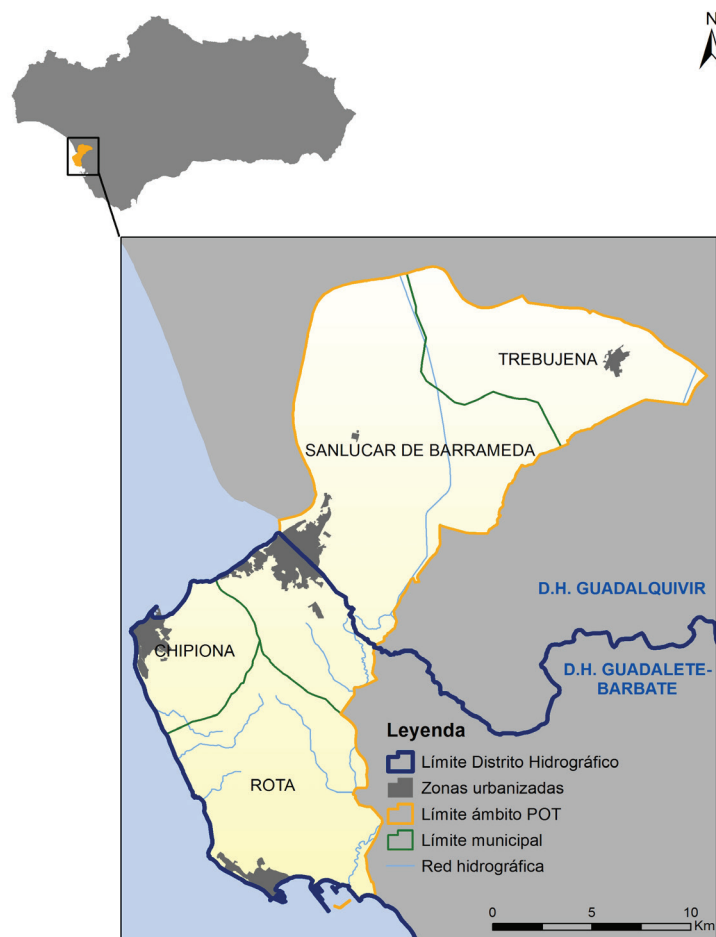 N
TREBUJENA
SANLUCAR DE BARRAMEDA
D.H. GUADALQUIVIR
CHIPIONA
D.H. GUADALETE-
BARBATE
ROTA
Leyenda
Límite Distrito Hidrográfico
Zonas urbanizadas
Límite ámbito POT
Límite municipal
Red hidrográfica
0 5 10
Km